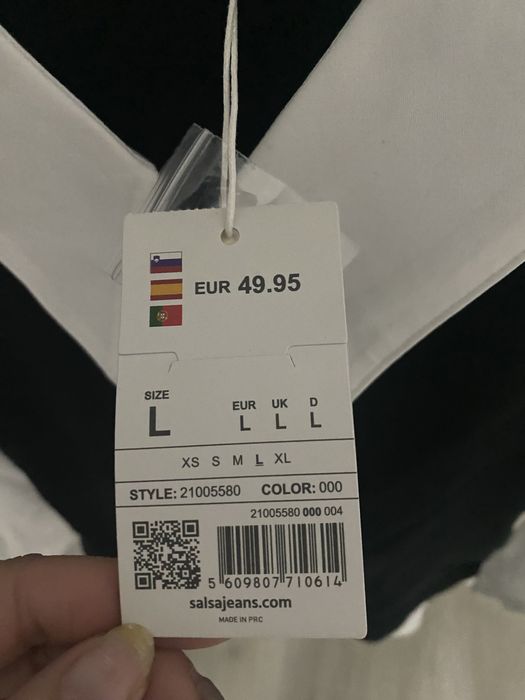 EUR 49.95
SIZE
L
EUR UK D
L L L
XS S M L XL
STYLE: 21005580 COLOR: 000
21005580 000 004
5 609807 710614
salsajeans.com
MADE IN PRC